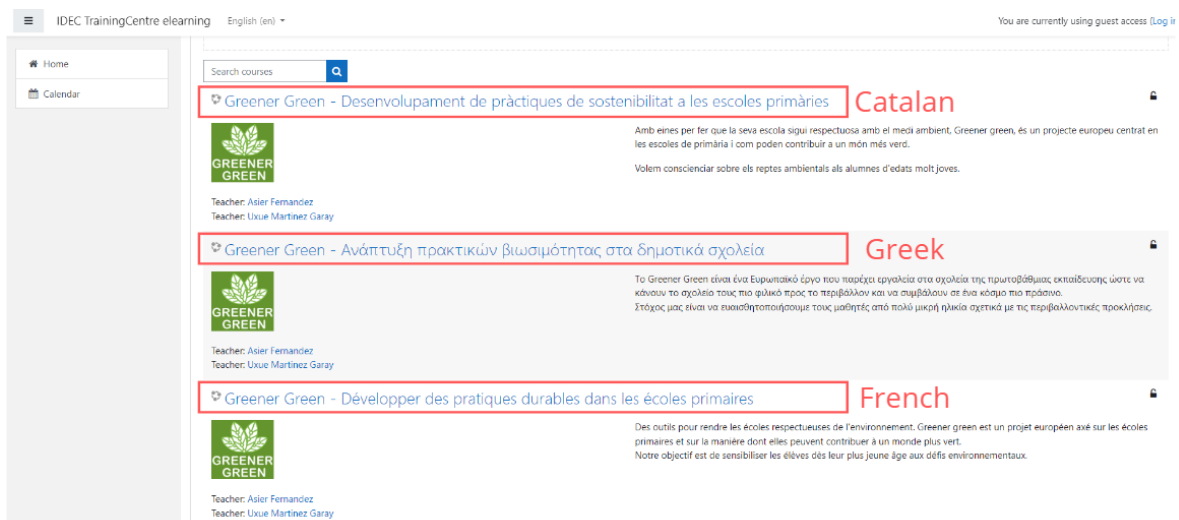 IDEC TrainingCentre elearning English (en) You are currently using guest access (Log in
Home
Calendar
Search courses
Greener Green - Desenvolupament de pràctiques de sostenibilitat a les escoles primàries
Catalan
Amb eines per fer que la seva escola sigui respectuosa amb el medi ambient, Greener green, és un projecte europeu centrat en
les escoles de primària i com poden contribuir a un món més verd.
Volem conscienciar sobre els reptes ambientals als alumnes d'edats molt joves.
GREENER
GREEN
Teacher: Asier Fernandez
Teacher: Uxue Martinez Garay
Greener Green - Ανάπτυξη πρακτικών βιωσιμότητας στα δημοτικά σχολεία
Greek
Το Greener Green είναι ένα Ευρωπαϊκό έργο που παρέχει εργαλεία στα σχολεία της πρωτοβάθμιας εκπαίδευσης ώστε να
κάνουν το σχολείο τους πιο φιλικό προς το περιβάλλον και να συμβάλουν σε ένα κόσμο πιο πράσινο.
Στόχος μας είναι να ευαισθητοποιήσουμε τους μαθητές από πολύ μικρή ηλικία σχετικά με τις περιβαλλοντικές προκλήσεις.
GREENER
GREEN
Teacher: Asier Fernandez
Teacher: Uxue Martinez Garay
Greener Green - Développer des pratiques durables dans les écoles primaires
French
Des outils pour rendre les écoles respectueuses de l'environnement. Greener green est un projet européen axé sur les écoles
primaires et sur la manière dont elles peuvent contribuer à un monde plus vert.
Notre objectif est de sensibiliser les élèves dès leur plus jeune âge aux défis environnementaux.
GREENER
GREEN
Teacher: Asier Fernandez
Teacher: Uxue Martinez Garay